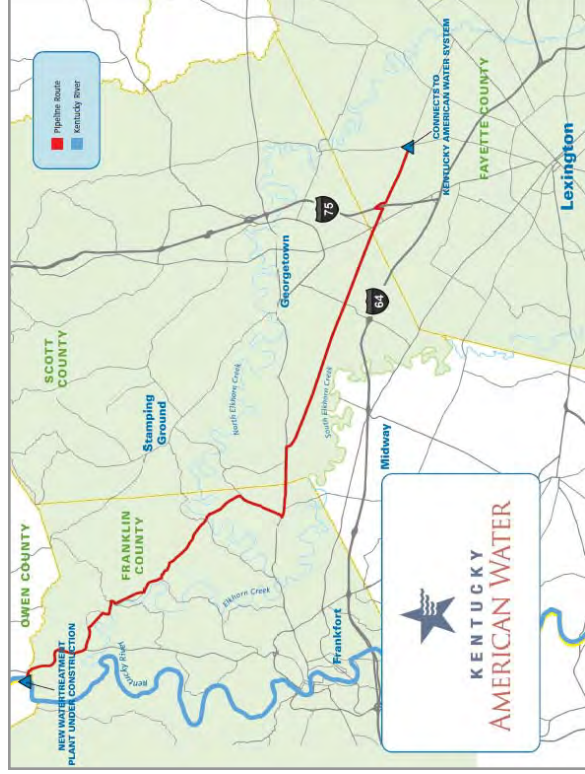 OWEN COUNTY
NEW WATERTREATMENT
PLANT UNDER CONSTRUCTION
FRANKLIN
COUNTY
SCOTT
COUNTY
Pipeline Route
Kentucky River
Stamping
Ground
Kentucky River
Elkhorn Creek
North Elkhorn Creek
Georgetown
75
South Elkhorn Creek
Frankfort
Midway
64
CONNECTS TO
KENTUCKY AMERICAN WATER SYSTEM
FAYETTE COUNTY
Lexington
KENTUCKY
AMERICAN WATER